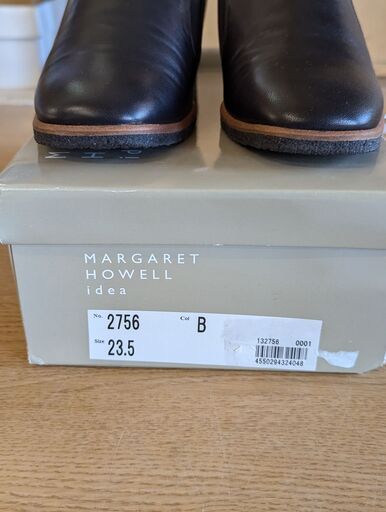 MARGARET
HOWELL
idea
No. 2756 Col B
Size 23.5
132756 0001
4550294324048